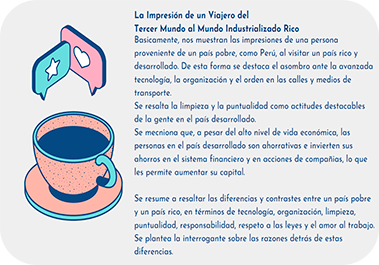 La Impresión de un Viajero del
Tercer Mundo al Mundo Industrializado Rico
Basicamente, nos muestran las impresiones de una persona
proveniente de un país pobre, como Perú, al visitar un país rico y
desarrollado. De esta forma se destaca el asombro ante la avanzada
tecnología, la organización y el orden en las calles y medios de
transporte.
Se resalta la limpieza y la puntualidad como actitudes destacables
de la gente en el país desarrollado.
Se mecniona que, a pesar del alto nivel de vida económica, las
personas en el país desarrollado son ahorrativas e invierten sus
ahorros en el sistema financiero y en acciones de compañías, lo que
les permite aumentar su capital.
Se resume a resaltar las diferencias y contrastes entre un país pobre
y un país rico, en términos de tecnología, organización, limpieza,
puntualidad, responsabilidad, respeto a las leyes y el amor al trabajo.
Se plantea la interrogante sobre las razones detrás de estas
diferencias.